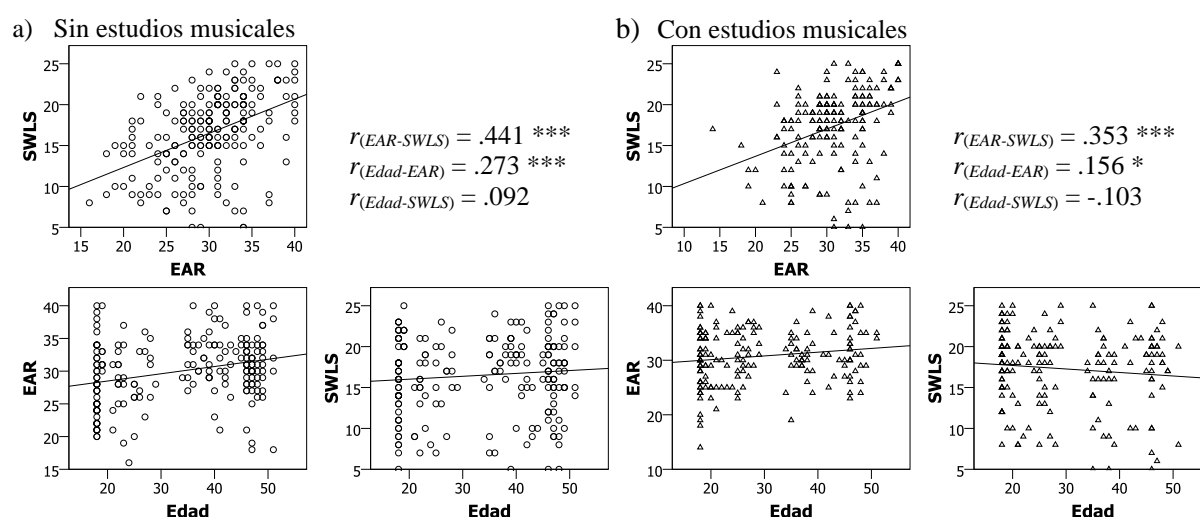 a) Sin estudios musicales
25
20
15
10
5
SWLS
15 20 25 30 35 40
EAR
r(EAR-SWLS) = .441 ***
r(Edad-EAR) = .273 ***
r(Edad-SWLS) = .092
40
35
30
25
20
15
EAR
20 30 40 50
Edad
25
20
15
10
5
SWLS
20 30 40 50
Edad
b) Con estudios musicales
25
20
15
10
5
SWLS
10 15 20 25 30 35 40
EAR
r(EAR-SWLS) = .353 ***
r(Edad-EAR) = .156 *
r(Edad-SWLS) = -.103
40
30
20
10
EAR
20 30 40 50
Edad
25
20
15
10
5
SWLS
20 30 40 50
Edad